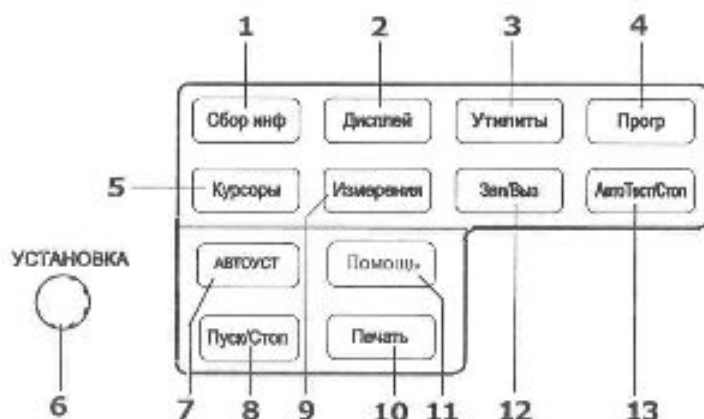 1 2 3 4
Сбор инф Дисплей Утилиты Прогр
5 Курсоры Измерения Зап/Выз АвтоТест/Стоп
УСТАНОВКА АВТОУСТ Помощь
Пуск/Стоп Печать
6 7 8 9 10 11 12 13